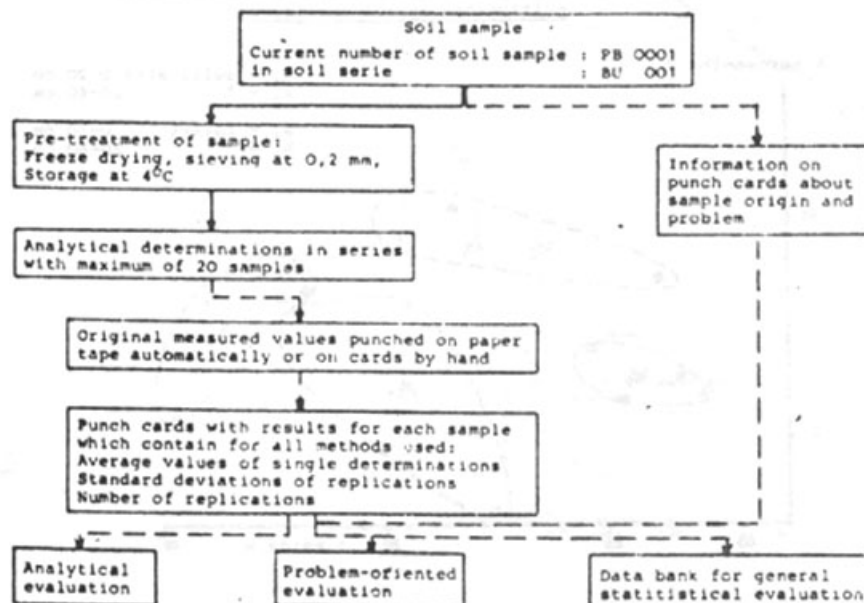 Soil sample
Current number of soil sample : PB 0001
in soil serie : BU 001
Pre-treatment of sample:
Freeze drying, sieving at 0,2 mm,
Storage at 4°C
Information on
punch cards about
sample origin and
problem
Analytical determinations in series
with maximum of 20 samples
Original measured values punched on paper
tape automatically or on cards by hand
Punch cards with results for each sample
which contain for all methods used:
Average values of single determinations
Standard deviations of replications
Number of replications
Analytical
evaluation
Problem-oriented
evaluation
Data bank for general
statitistical evaluation